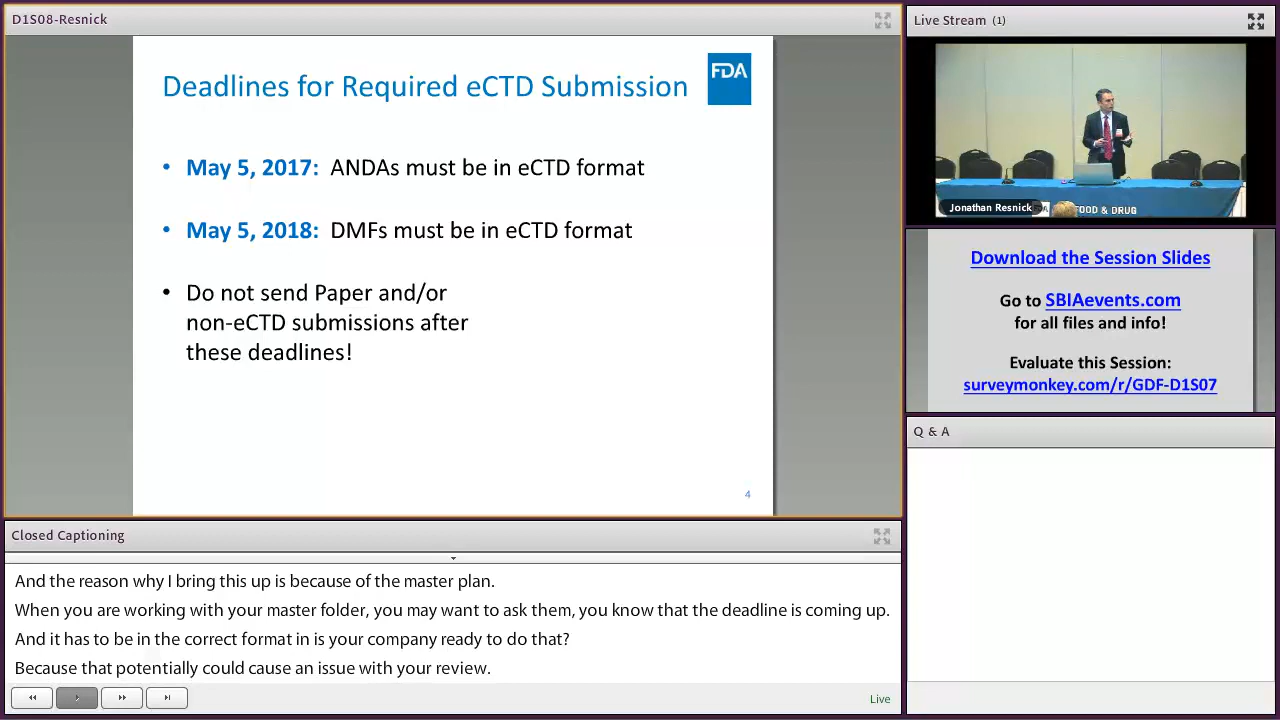 D1S08-Resnick
Deadlines for Required eCTD Submission
FDA
• May 5, 2017: ANDAs must be in eCTD format
• May 5, 2018: DMFs must be in eCTD format
• Do not send Paper and/or
non-eCTD submissions after
these deadlines!
4
Closed Captioning
And the reason why I bring this up is because of the master plan.
When you are working with your master folder, you may want to ask them, you know that the deadline is coming up.
And it has to be in the correct format in is your company ready to do that?
Because that potentially could cause an issue with your review.
Live
Live Stream (1)
Jonathan Resnick
FOOD & DRUG
Download the Session Slides
Go to SBIAevents.com
for all files and info!
Evaluate this Session:
surveymonkey.com/r/GDF-D1S07
Q & A